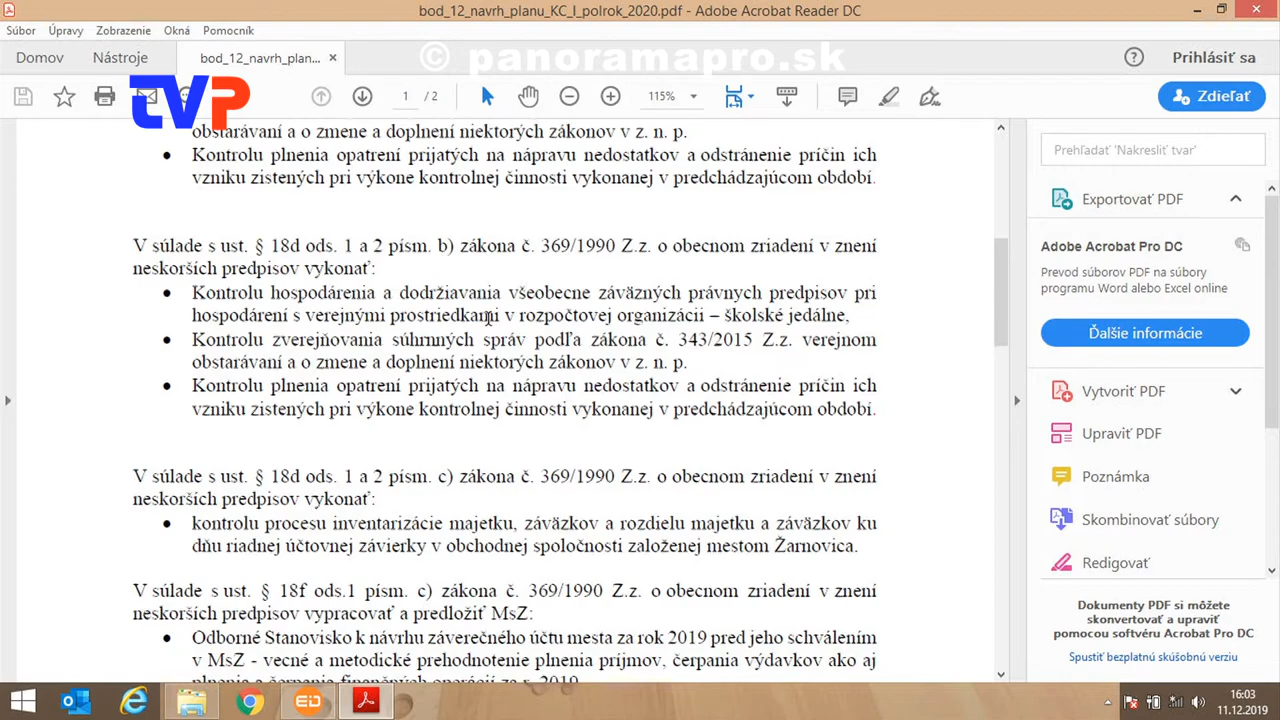 bod_12_navrh_planu_KC_I_polrok_2020.pdf - Adobe Acrobat Reader DC
Súbor Úpravy Zobrazenie Okná Pomocník
© panoramapro.sk
Domov Nástroje bod_12_navrh_plan... × Prihlásiť sa
TVP
1 / 2 115% Zdieľať
obstarávaní a o zmene a doplnení niektorých zákonov v z. n. p.
• Kontrolu plnenia opatrení prijatých na nápravu nedostatkov a odstránenie príčin ich
vzniku zistených pri výkone kontrolnej činnosti vykonanej v predchádzajúcom období.
V súlade s ust. § 18d ods. 1 a 2 písm. b) zákona č. 369/1990 Z.z. o obecnom zriadení v znení
neskorších predpisov vykonať:
• Kontrolu hospodárenia a dodržiavania všeobecne záväzných právnych predpisov pri
hospodárení s verejnými prostriedkami v rozpočtovej organizácii – školské jedálne,
• Kontrolu zverejňovania súhrnných správ podľa zákona č. 343/2015 Z.z. verejnom
obstarávaní a o zmene a doplnení niektorých zákonov v z. n. p.
• Kontrolu plnenia opatrení prijatých na nápravu nedostatkov a odstránenie príčin ich
vzniku zistených pri výkone kontrolnej činnosti vykonanej v predchádzajúcom období.
V súlade s ust. § 18d ods. 1 a 2 písm. c) zákona č. 369/1990 Z.z. o obecnom zriadení v znení
neskorších predpisov vykonať:
• kontrolu procesu inventarizácie majetku, záväzkov a rozdielu majetku a záväzkov ku
dňu riadnej účtovnej závierky v obchodnej spoločnosti založenej mestom Žarnovica.
V súlade s ust. § 18f ods.1 písm. c) zákona č. 369/1990 Z.z. o obecnom zriadení v znení
neskorších predpisov vypracovať a predložiť MsZ:
• Odborné Stanovisko k návrhu záverečného účtu mesta za rok 2019 pred jeho schválením
v MsZ - vecné a metodické prehodnotenie plnenia príjmov, čerpania výdavkov ako aj
plnenia a čerpania finančných operácií za r. 2019
Prehľadať 'Nakresliť tvar'
Exportovať PDF
Adobe Acrobat Pro DC
Prevod súborov PDF na súbory
programu Word alebo Excel online
Ďalšie informácie
Vytvoriť PDF
Upraviť PDF
Poznámka
Skombinovať súbory
Redigovať
Dokumenty PDF si môžete
skonvertovať a upraviť
pomocou softvéru Acrobat Pro DC
Spustiť bezplatnú skúšobnú verziu
16:03
11.12.2019